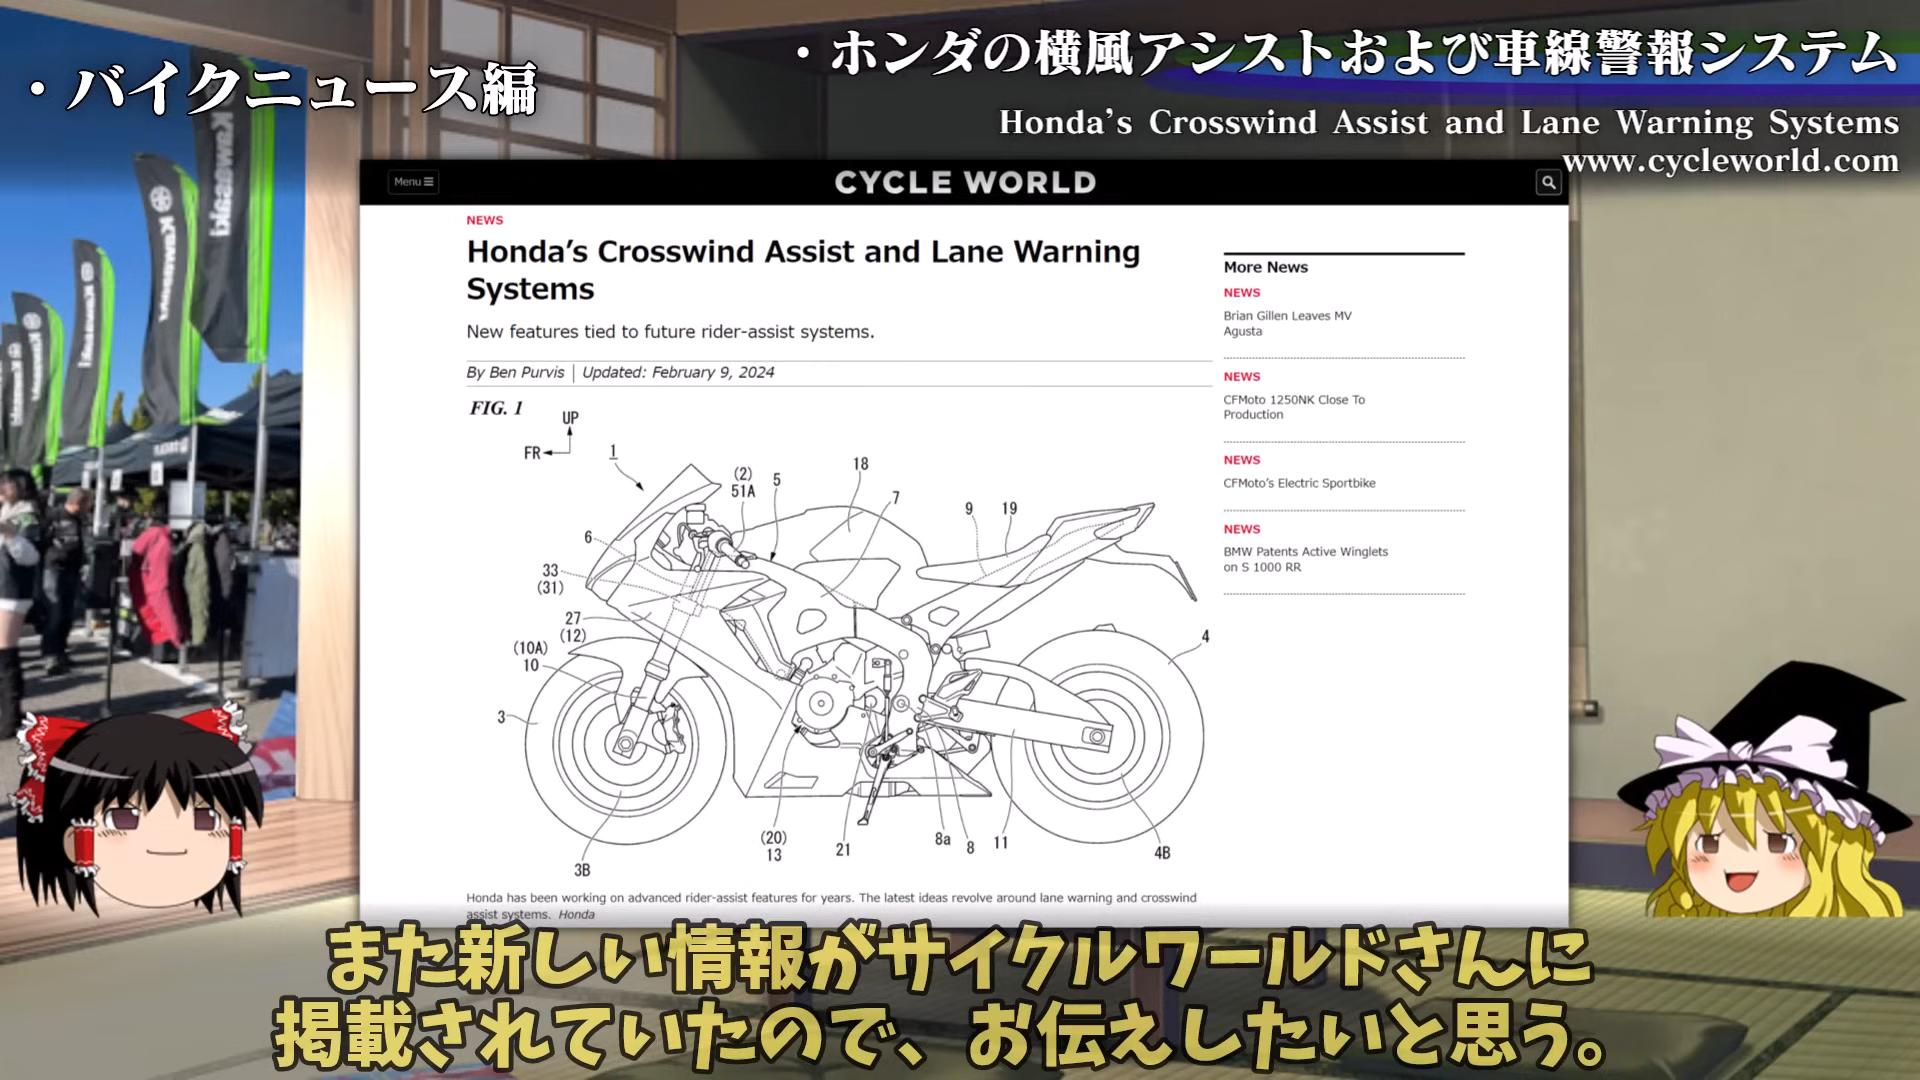 ・バイクニュース編
・ホンダの横風アシストおよび車線警報システム
Honda's Crosswind Assist and Lane Warning Systems
www.cycleworld.com
Kawasaki
Kawasaki
Kawasaki
Kawasaki
Menu
CYCLE WORLD
NEWS
Honda's Crosswind Assist and Lane Warning
Systems
New features tied to future rider-assist systems.
By Ben Purvis | Updated: February 9, 2024
FIG. 1
UP
FR
1
(2)
51A
5
18
7
9
19
6
33
(31)
27
(12)
(10A)
10
3
4
3B
(20)
13
21
8a
8
11
4B
Honda has been working on advanced rider-assist features for years. The latest ideas revolve around lane warning and crosswind
assist systems. Honda
More News
NEWS
Brian Gillen Leaves MV
Agusta
NEWS
CFMoto 1250NK Close To
Production
NEWS
CFMoto's Electric Sportbike
NEWS
BMW Patents Active Winglets
on S 1000 RR
また新しい情報がサイクルワールドさんに
掲載されていたので、お伝えしたいと思う。